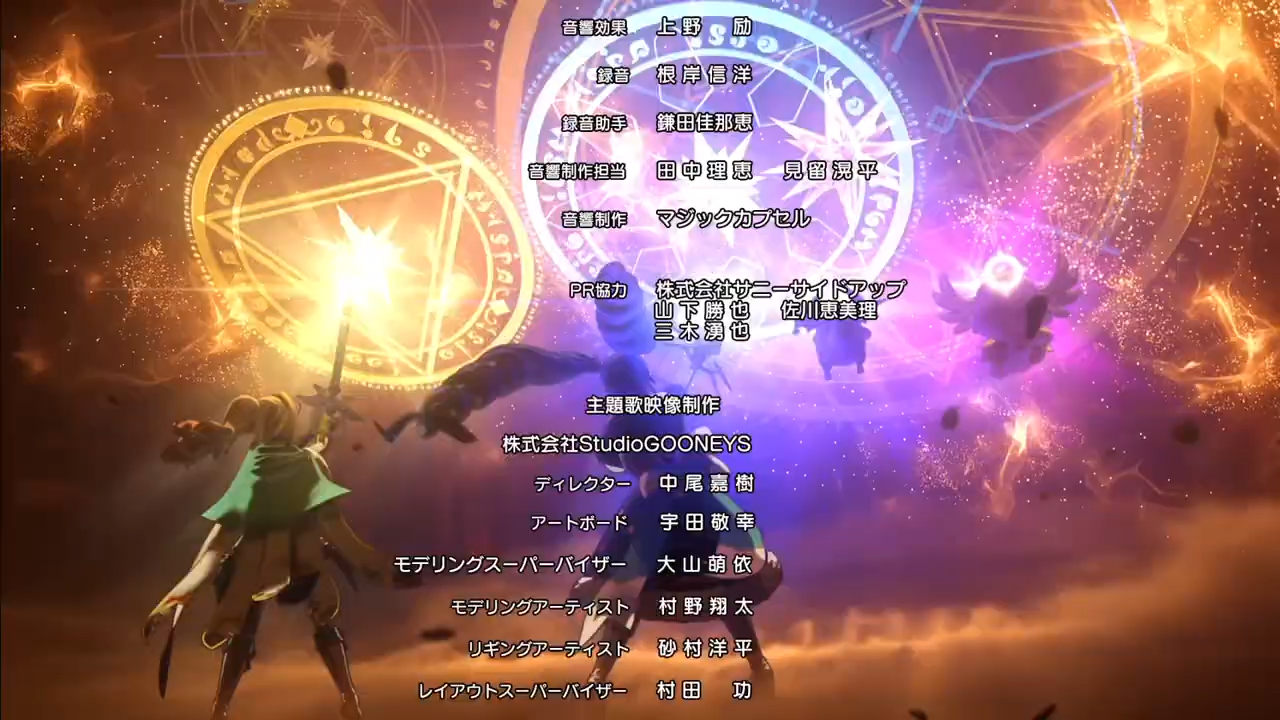 音響効果 上野 励
録音 根岸信洋
録音助手 鎌田佳那恵
音響制作担当 田中理恵 見留滉平
音響制作 マジックカプセル
PR協力 株式会社サニーサイドアップ
山下勝也 佐川恵美理
三木湧也
主題歌映像制作
株式会社StudioGOONEYS
ディレクター 中尾嘉樹
アートボード 宇田敬幸
モデリングスーパーバイザー 大山萌依
モデリングアーティスト 村野翔太
リギングアーティスト 砂村洋平
レイアウトスーパーバイザー 村田 功